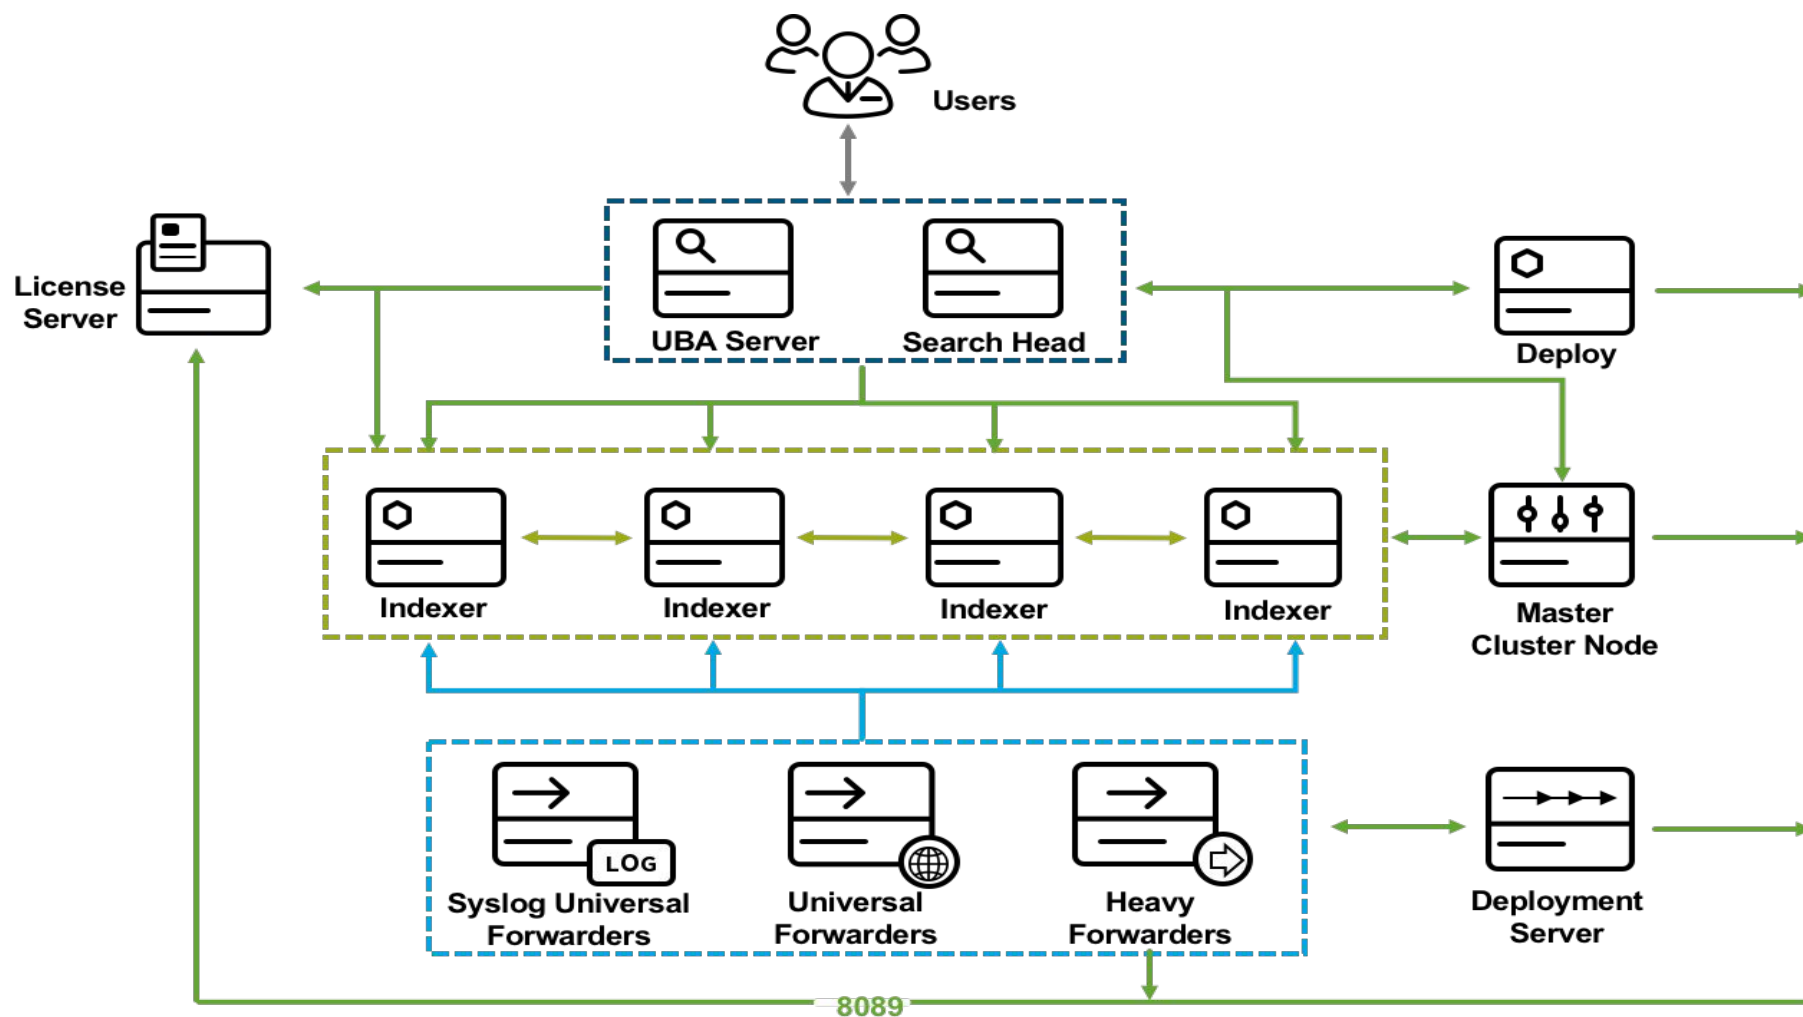 Users
License
Server
UBA Server
Search Head
Deploy
Indexer
Indexer
Indexer
Indexer
Master
Cluster Node
LOG
Syslog Universal
Forwarders
Universal
Forwarders
Heavy
Forwarders
Deployment
Server
8089